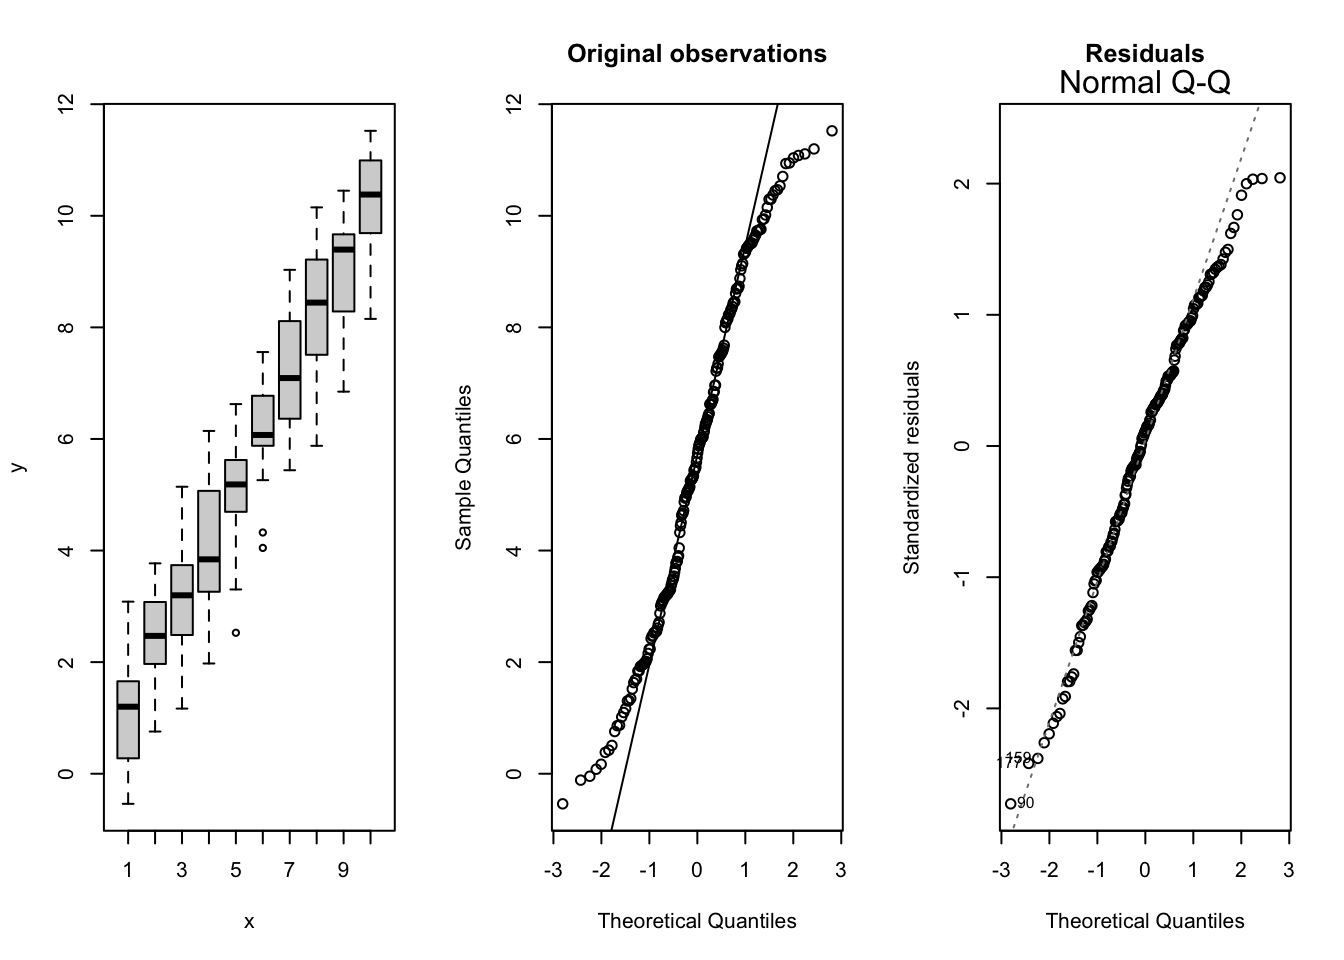 Original observations
Residuals
Normal Q-Q
12
10
8
6
4
2
0
y
1 3 5 7 9
x
12
10
8
6
4
2
0
Sample Quantiles
-3 -2 -1 0 1 2 3
Theoretical Quantiles
2
1
0
-1
-2
Standardized residuals
159
177
90
-3 -2 -1 0 1 2 3
Theoretical Quantiles